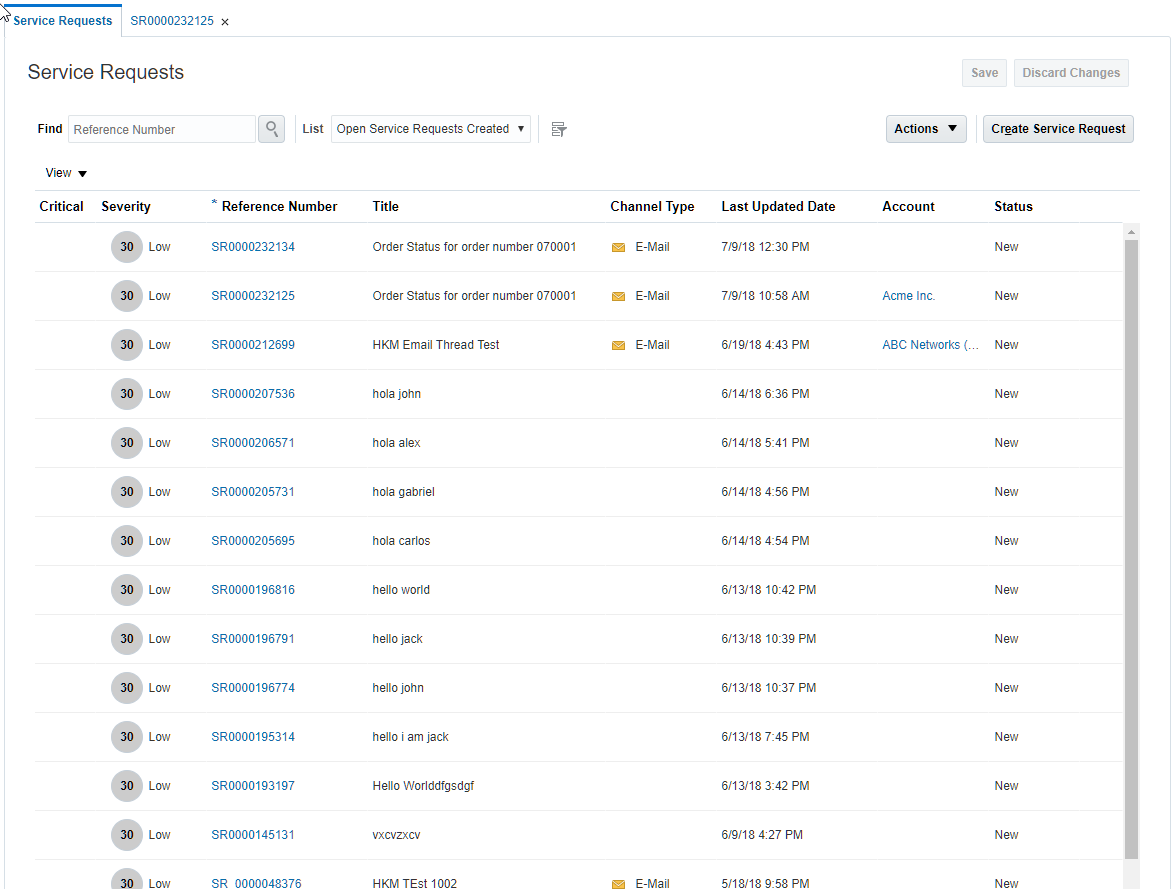 Service Requests SR0000232125 ×
Service Requests Save Discard Changes
Find Reference Number List Open Service Requests Created ▼ Actions ▼ Create Service Request
View ▼
Critical Severity * Reference Number Title Channel Type Last Updated Date Account Status
30 Low SR0000232134 Order Status for order number 070001 E-Mail 7/9/18 12:30 PM New
30 Low SR0000232125 Order Status for order number 070001 E-Mail 7/9/18 10:58 AM Acme Inc. New
30 Low SR0000212699 HKM Email Thread Test E-Mail 6/19/18 4:43 PM ABC Networks (... New
30 Low SR0000207536 hola john 6/14/18 6:36 PM New
30 Low SR0000206571 hola alex 6/14/18 5:41 PM New
30 Low SR0000205731 hola gabriel 6/14/18 4:56 PM New
30 Low SR0000205695 hola carlos 6/14/18 4:54 PM New
30 Low SR0000196816 hello world 6/13/18 10:42 PM New
30 Low SR0000196791 hello jack 6/13/18 10:39 PM New
30 Low SR0000196774 hello john 6/13/18 10:37 PM New
30 Low SR0000195314 hello i am jack 6/13/18 7:45 PM New
30 Low SR0000193197 Hello Worlddfgsdgf 6/13/18 3:42 PM New
30 Low SR0000145131 vxcvzxcv 6/9/18 4:27 PM New
30 Low SR_0000048376 HKM TEst 1002 E-Mail 5/18/18 9:58 PM New